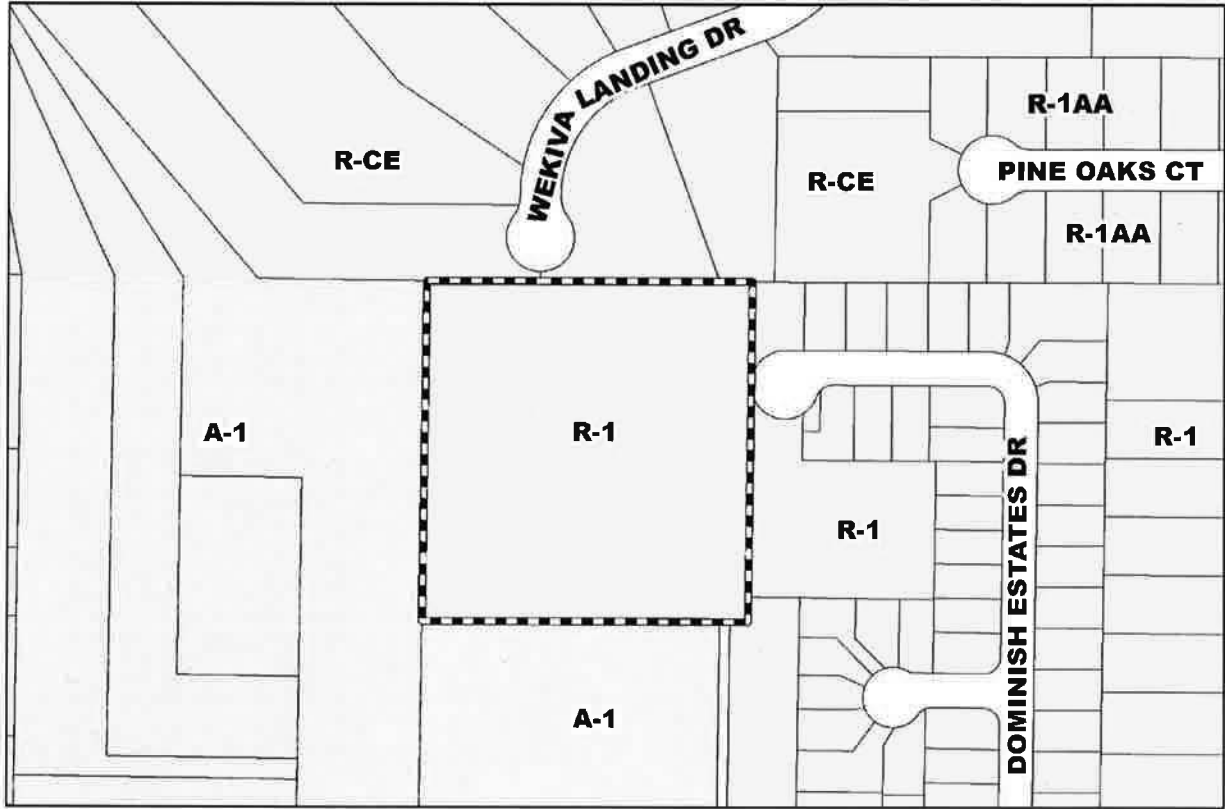 WEKIVA LANDING DR
R-1AA
R-CE
R-CE
PINE OAKS CT
R-1AA
A-1
R-1
R-1
R-1
DOMINISH ESTATES DR
A-1